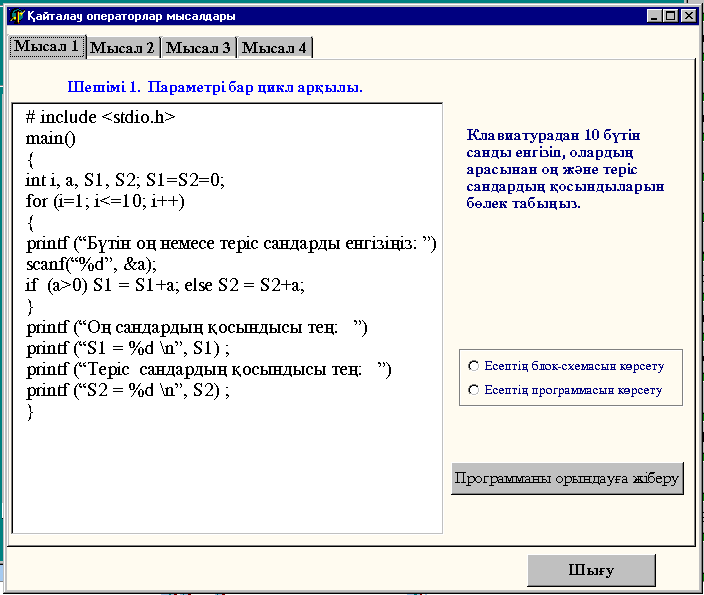 Қайталау операторлар мысалдары
Мысал 1 Мысал 2 Мысал 3 Мысал 4
Шешімі 1. Параметрі бар цикл арқылы.
# include <stdio.h>
main()
{
int i, a, S1, S2; S1=S2=0;
for (i=1; i<=10; i++)
{
printf (“Бүтін оң немесе теріс сандарды енгізіңіз: ”)
scanf(“%d”, &a);
if (a>0) S1 = S1+a; else S2 = S2+a;
}
printf (“Оң сандардың қосындысы тең: ”)
printf (“S1 = %d \n”, S1) ;
printf (“Теріс сандардың қосындысы тең: ”)
printf (“S2 = %d \n”, S2) ;
}
Клавиатурадан 10 бүтін
санды енгізіп, олардың
арасынан оң және теріс
сандардың қосындыларын
бөлек табыңыз.
Есептің блок-схемасын көрсету
Есептің программасын көрсету
Программаны орындауға жіберу
Шығу